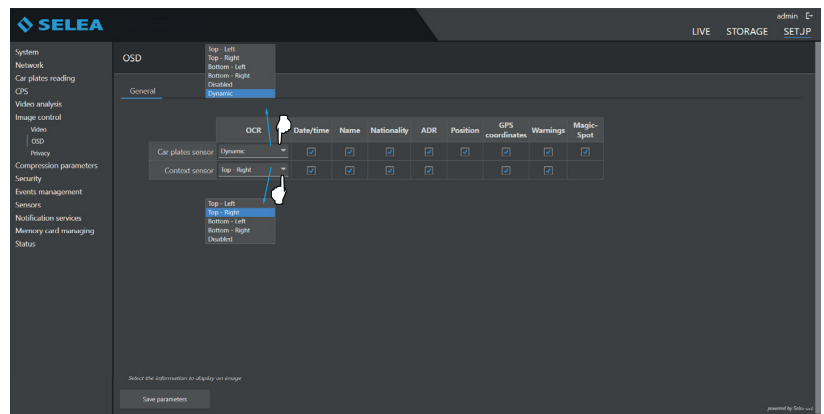 SELEA
admin
LIVE STORAGE SETUP
System
Network
Car plates reading
CPS
Video analysis
Image control
Video
OSD
Privacy
Compression parameters
Security
Events management
Sensors
Notification services
Memory card managing
Status
OSD
General
Top - Left
Top - Right
Bottom - Left
Bottom - Right
Disabled
Dynamic
OCR Date/time Name Nationality ADR Position GPS coordinates Warnings Magic-Spot
Car plates sensor Dynamic
Context sensor Top - Right
Top - Left
Top - Right
Bottom - Left
Bottom - Right
Disabled
Select the information to display on image
Save parameters
powered by Selea s.r.l.